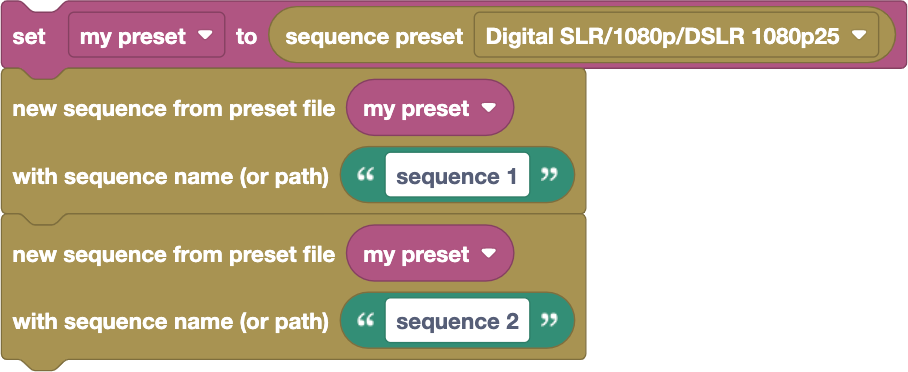 set my preset to sequence preset Digital SLR/1080p/DSLR 1080p25
new sequence from preset file my preset
with sequence name (or path) “ sequence 1 ”
new sequence from preset file my preset
with sequence name (or path) “ sequence 2 ”